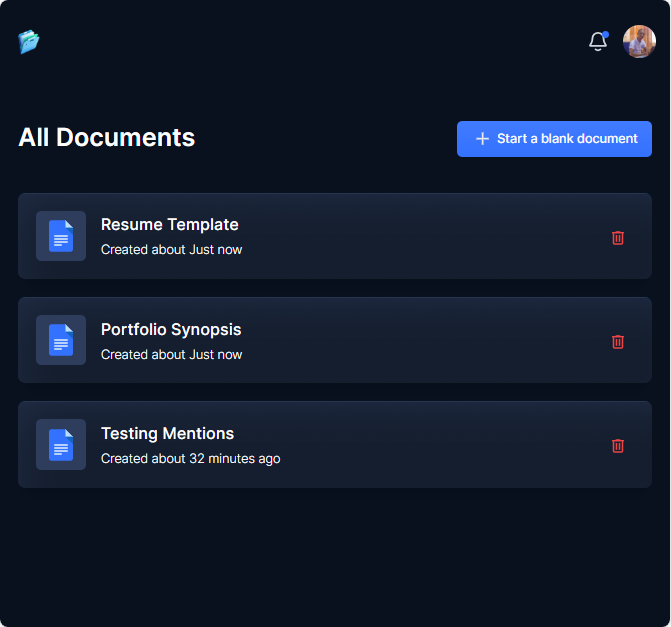 All Documents
Start a blank document
Resume Template
Created about Just now
Portfolio Synopsis
Created about Just now
Testing Mentions
Created about 32 minutes ago